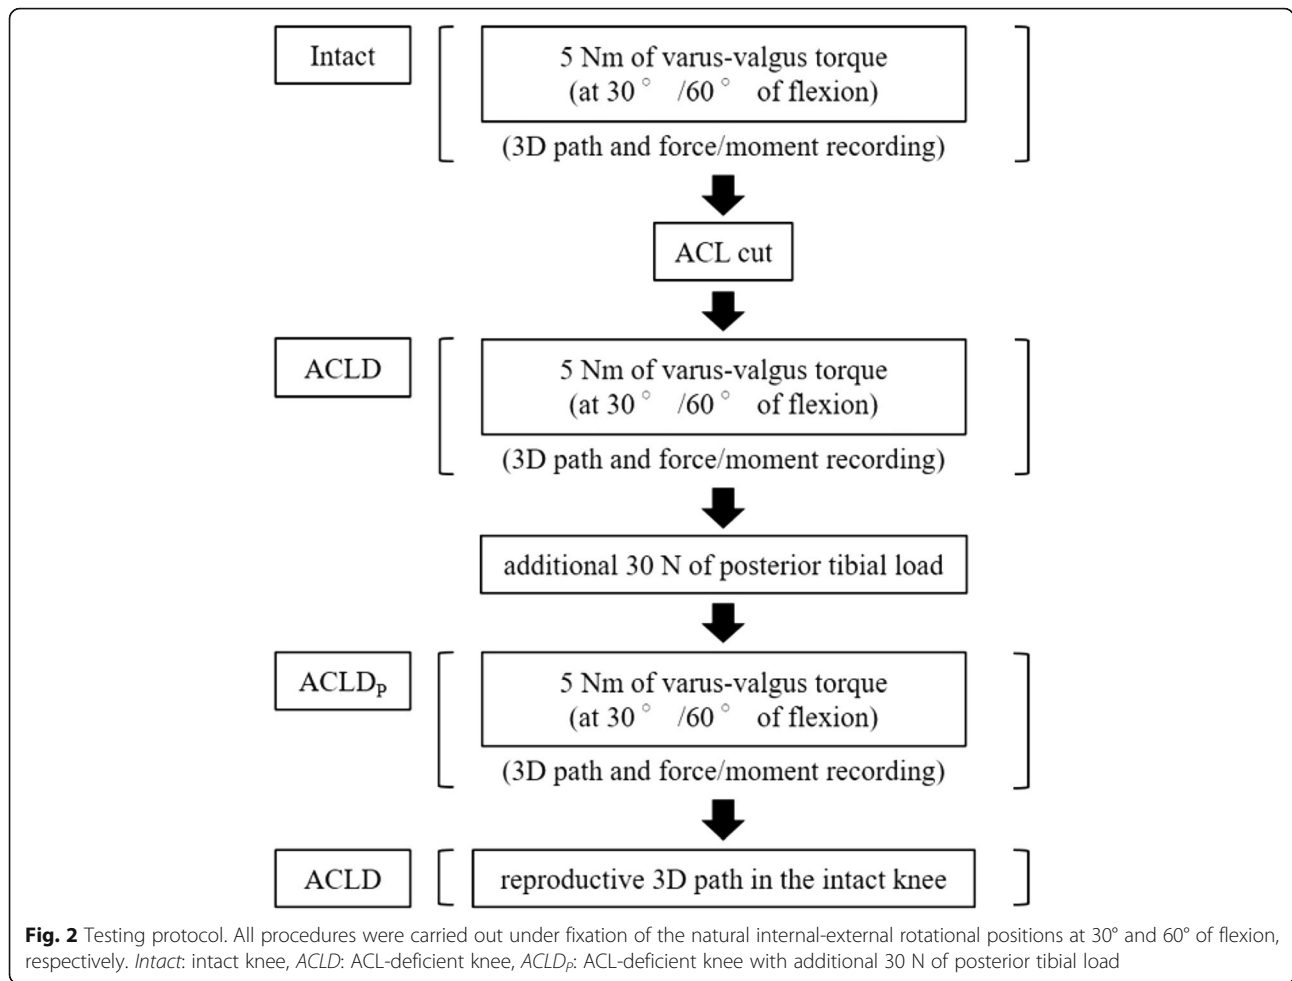 Intact
5 Nm of varus-valgus torque
(at 30° /60° of flexion)
(3D path and force/moment recording)
ACL cut
ACLD
5 Nm of varus-valgus torque
(at 30° /60° of flexion)
(3D path and force/moment recording)
additional 30 N of posterior tibial load
ACLDP
5 Nm of varus-valgus torque
(at 30° /60° of flexion)
(3D path and force/moment recording)
ACLD
reproductive 3D path in the intact knee
Fig. 2 Testing protocol. All procedures were carried out under fixation of the natural internal-external rotational positions at 30° and 60° of flexion,
respectively. Intact: intact knee, ACLD: ACL-deficient knee, ACLDP: ACL-deficient knee with additional 30 N of posterior tibial load